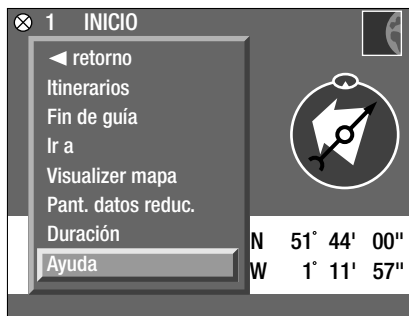 1 INICIO
◄ retorno
Itinerarios
Fin de guía
Ir a
Visualizer mapa
Pant. datos reduc.
Duración
Ayuda
N 51° 44' 00"
W 1° 11' 57"